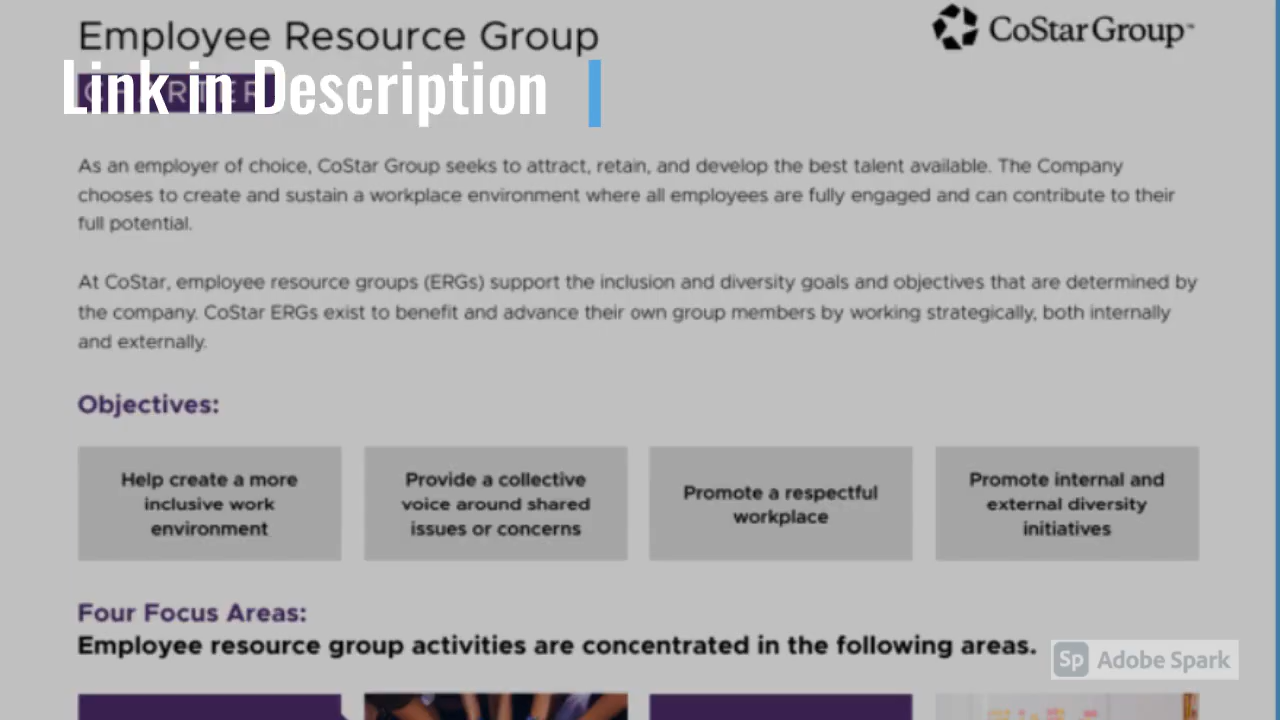 Employee Resource Group
CoStar Group™
CHARTER
Link in Description
As an employer of choice, CoStar Group seeks to attract, retain, and develop the best talent available. The Company
chooses to create and sustain a workplace environment where all employees are fully engaged and can contribute to their
full potential.
At CoStar, employee resource groups (ERGs) support the inclusion and diversity goals and objectives that are determined by
the company. CoStar ERGs exist to benefit and advance their own group members by working strategically, both internally
and externally.
Objectives:
Help create a more
inclusive work
environment
Provide a collective
voice around shared
issues or concerns
Promote a respectful
workplace
Promote internal and
external diversity
initiatives
Four Focus Areas:
Employee resource group activities are concentrated in the following areas.
Sp Adobe Spark